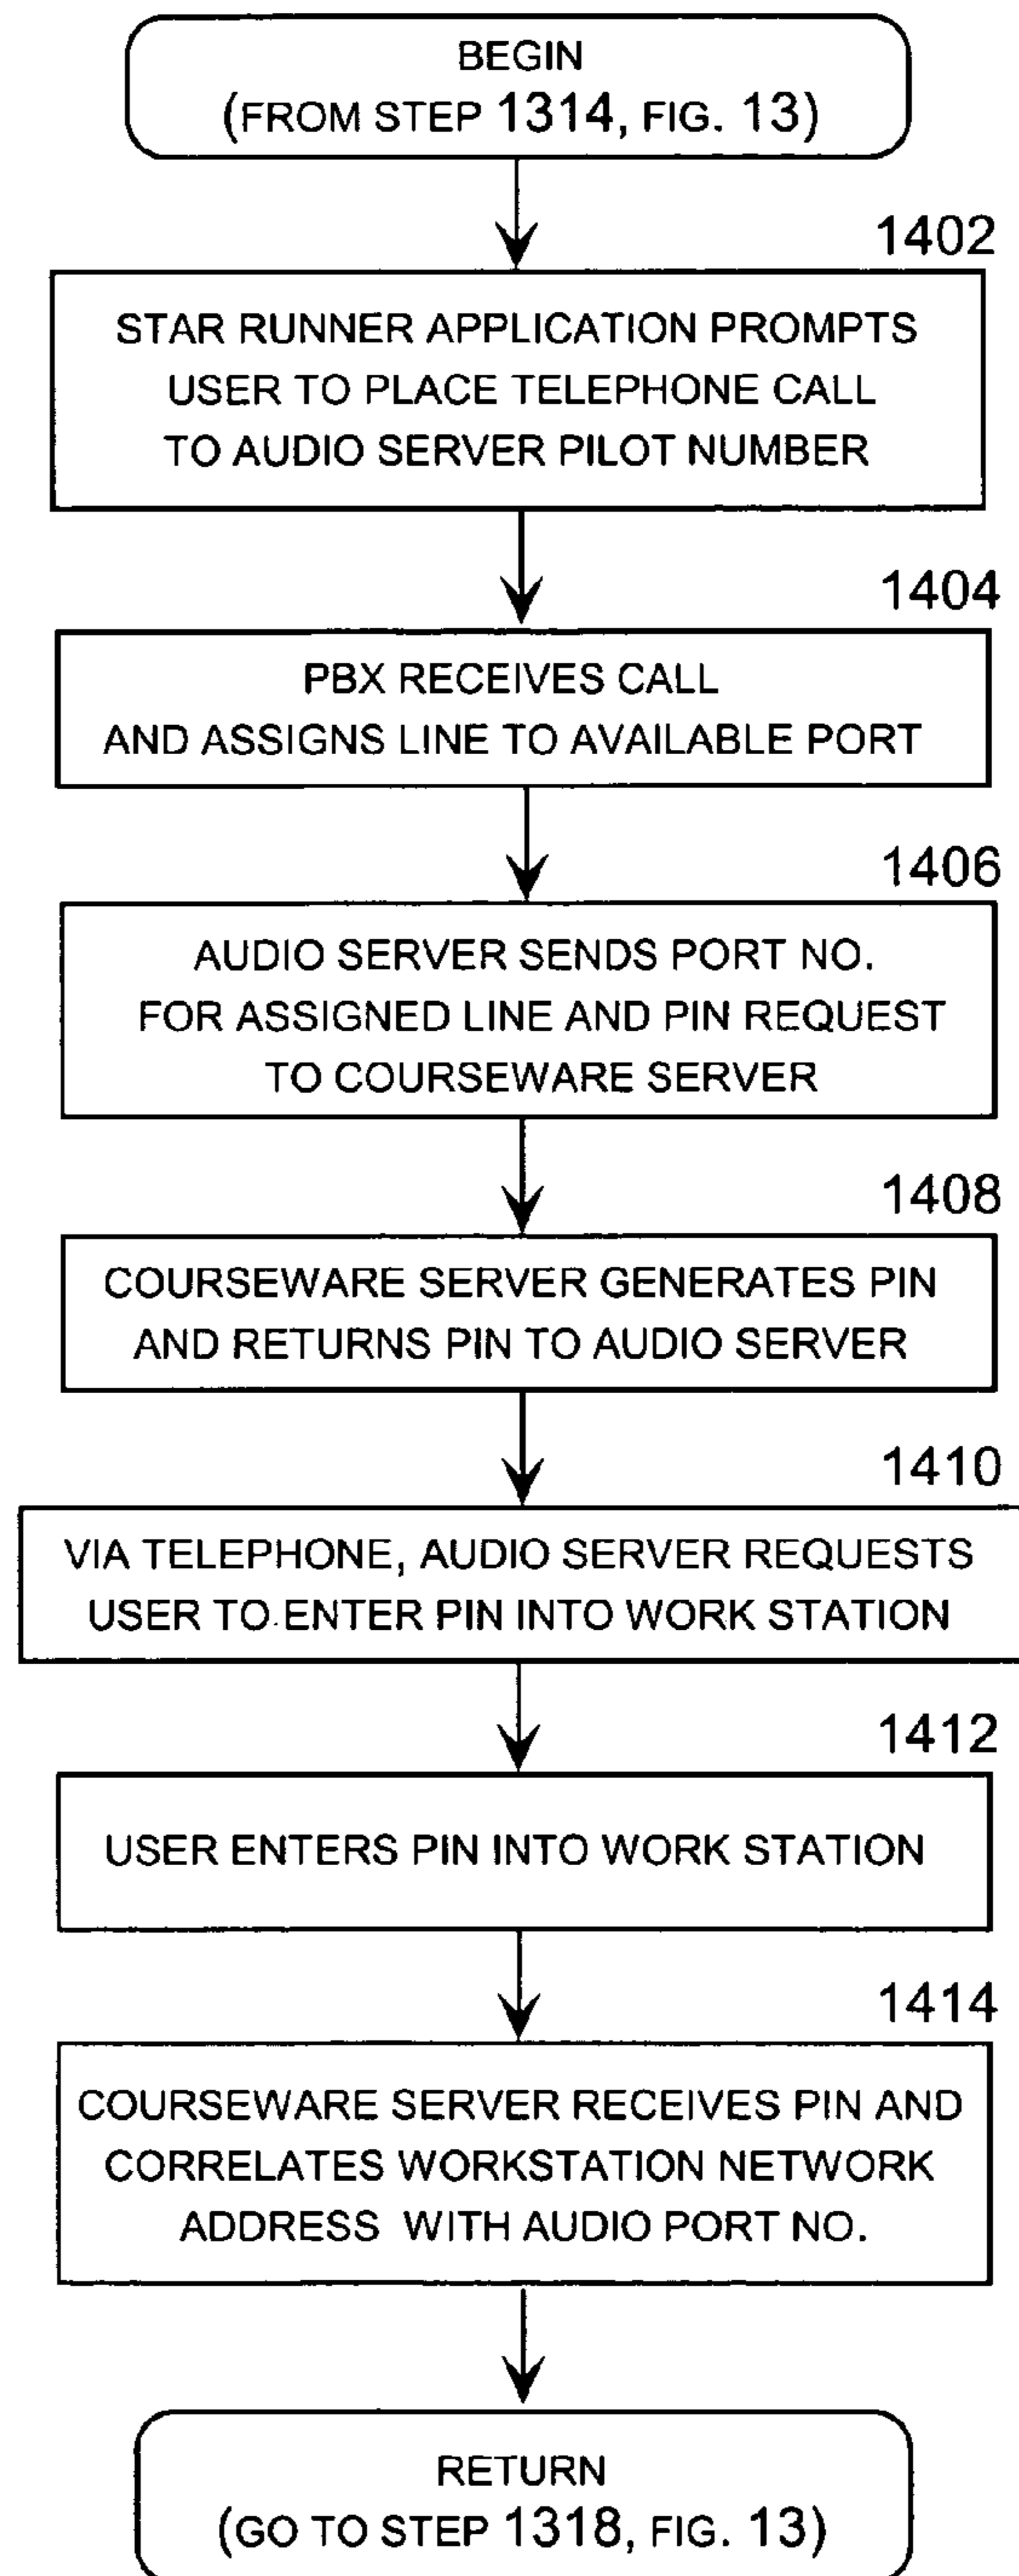 BEGIN
(FROM STEP 1314, FIG. 13)
1402
STAR RUNNER APPLICATION PROMPTS
USER TO PLACE TELEPHONE CALL
TO AUDIO SERVER PILOT NUMBER
1404
PBX RECEIVES CALL
AND ASSIGNS LINE TO AVAILABLE PORT
1406
AUDIO SERVER SENDS PORT NO.
FOR ASSIGNED LINE AND PIN REQUEST
TO COURSEWARE SERVER
1408
COURSEWARE SERVER GENERATES PIN
AND RETURNS PIN TO AUDIO SERVER
1410
VIA TELEPHONE, AUDIO SERVER REQUESTS
USER TO ENTER PIN INTO WORK STATION
1412
USER ENTERS PIN INTO WORK STATION
1414
COURSEWARE SERVER RECEIVES PIN AND
CORRELATES WORKSTATION NETWORK
ADDRESS WITH AUDIO PORT NO.
RETURN
(GO TO STEP 1318, FIG. 13)